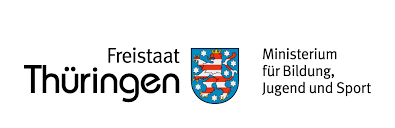 Freistaat
Thüringen
Ministerium
für Bildung,
Jugend und Sport